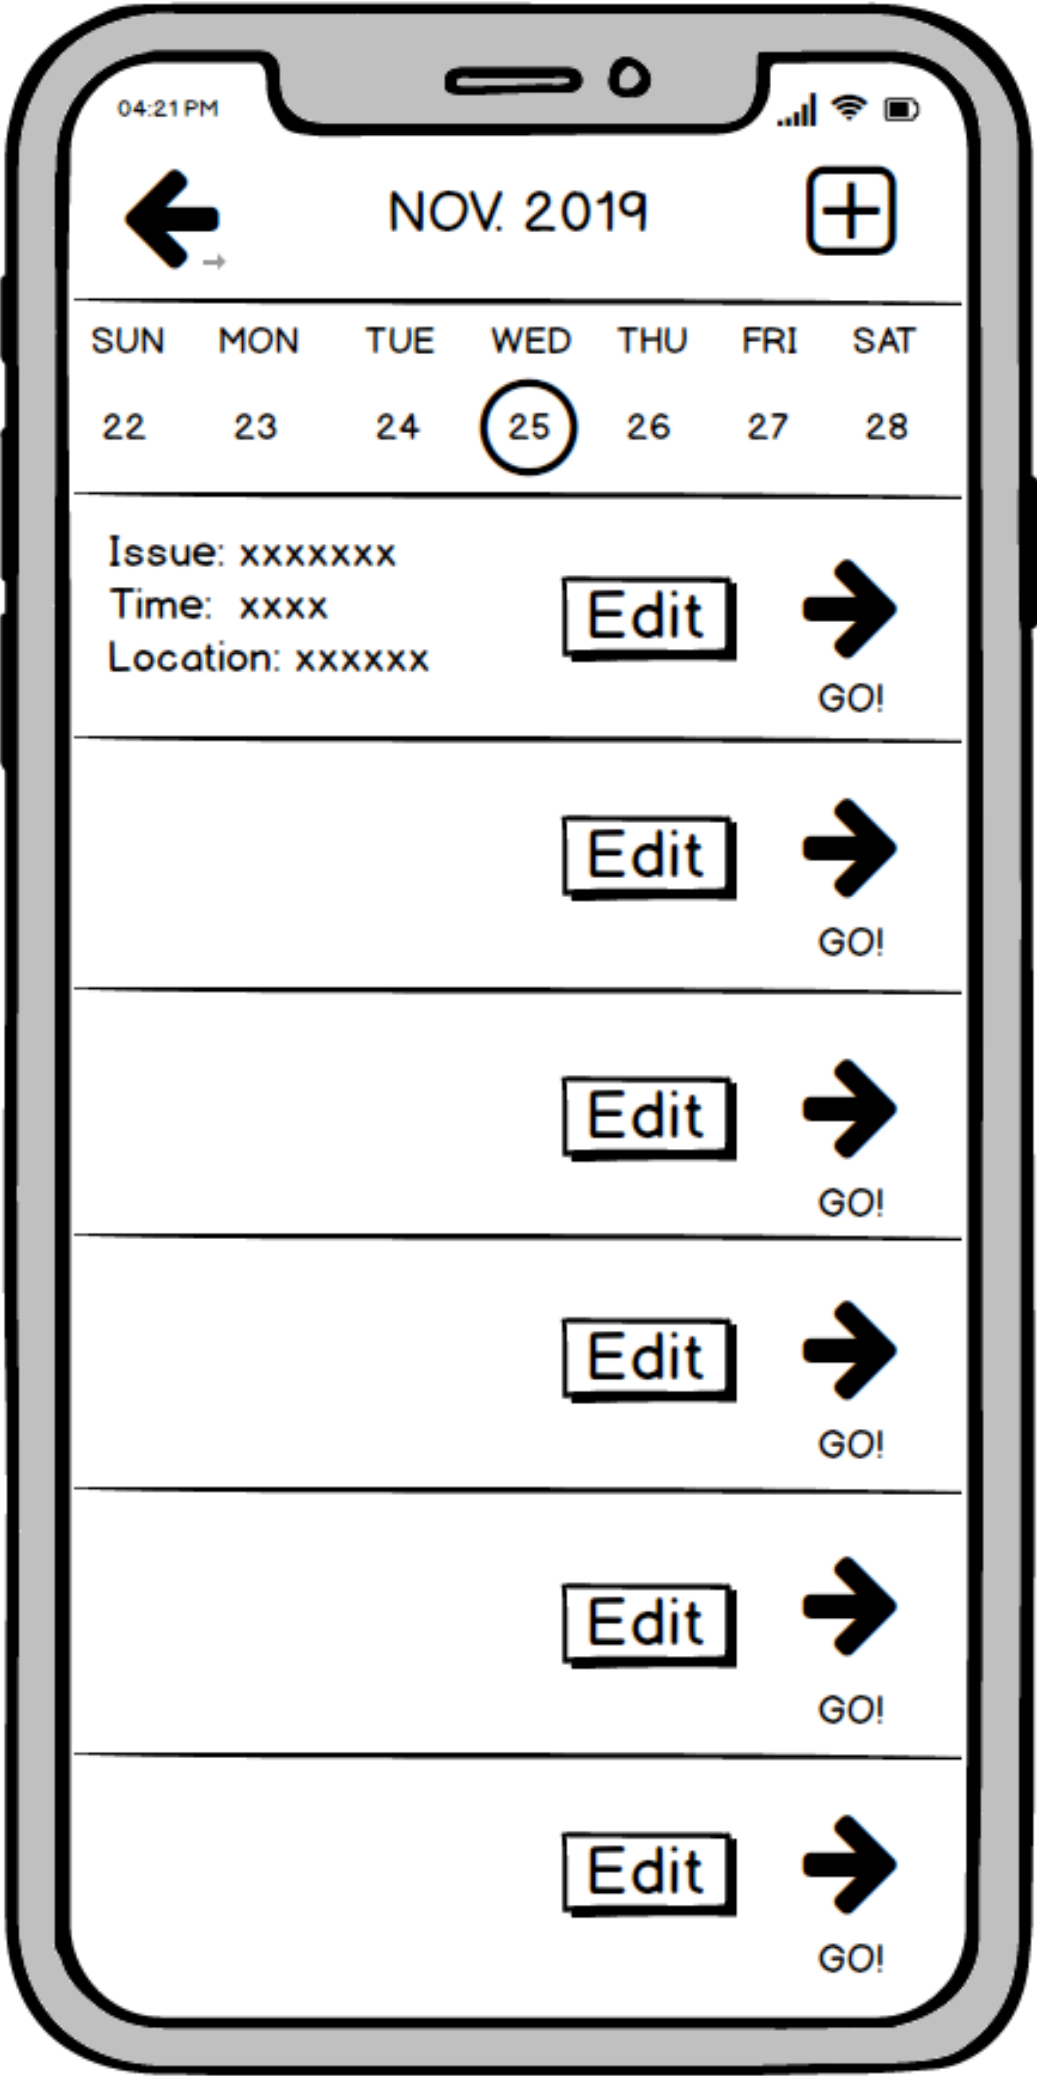 04:21 PM
NOV. 2019
SUN MON TUE WED THU FRI SAT
22 23 24 25 26 27 28
Issue: xxxxxxx
Time: xxxx
Location: xxxxxx
Edit
GO!
Edit
GO!
Edit
GO!
Edit
GO!
Edit
GO!
Edit
GO!